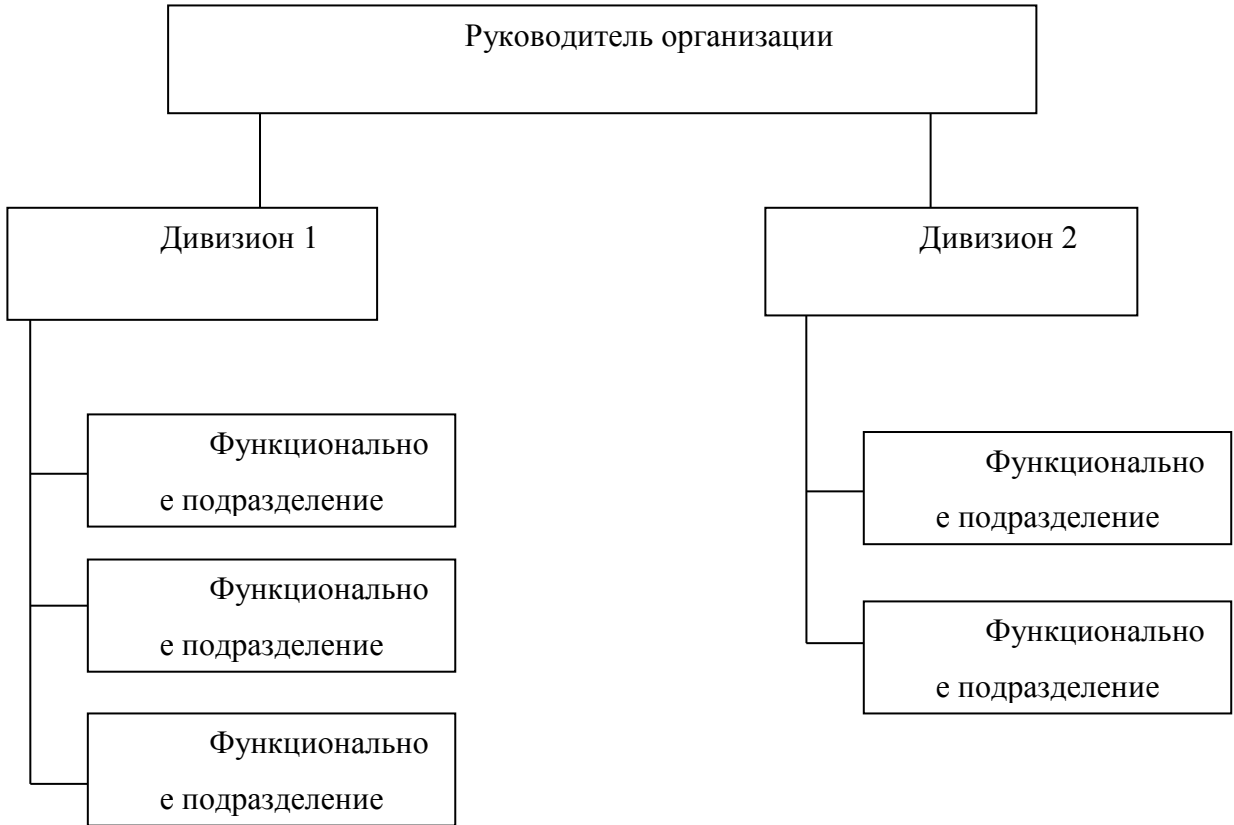 Руководитель организации
Дивизион 1
Дивизион 2
Функционально
е подразделение
Функционально
е подразделение
Функционально
е подразделение
Функционально
е подразделение
Функционально
е подразделение